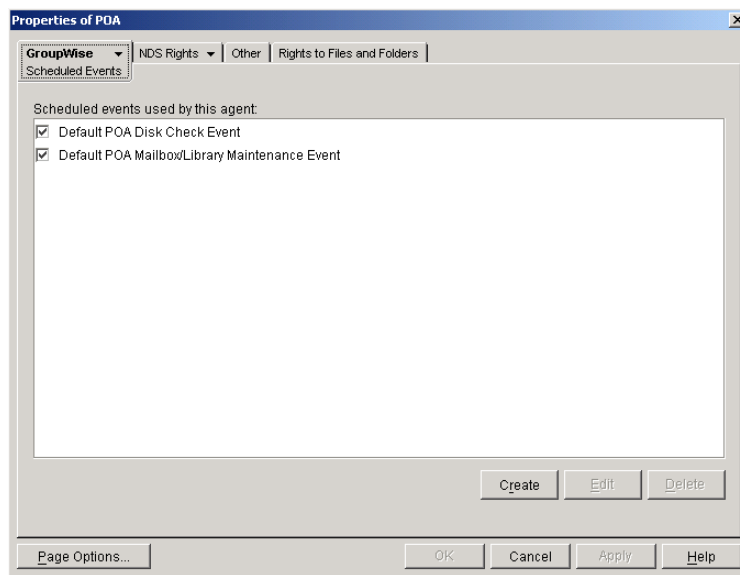 Properties of POA
GroupWise NDS Rights Other Rights to Files and Folders
Scheduled Events
Scheduled events used by this agent:
Default POA Disk Check Event
Default POA Mailbox/Library Maintenance Event
Create Edit Delete
Page Options... OK Cancel Apply Help